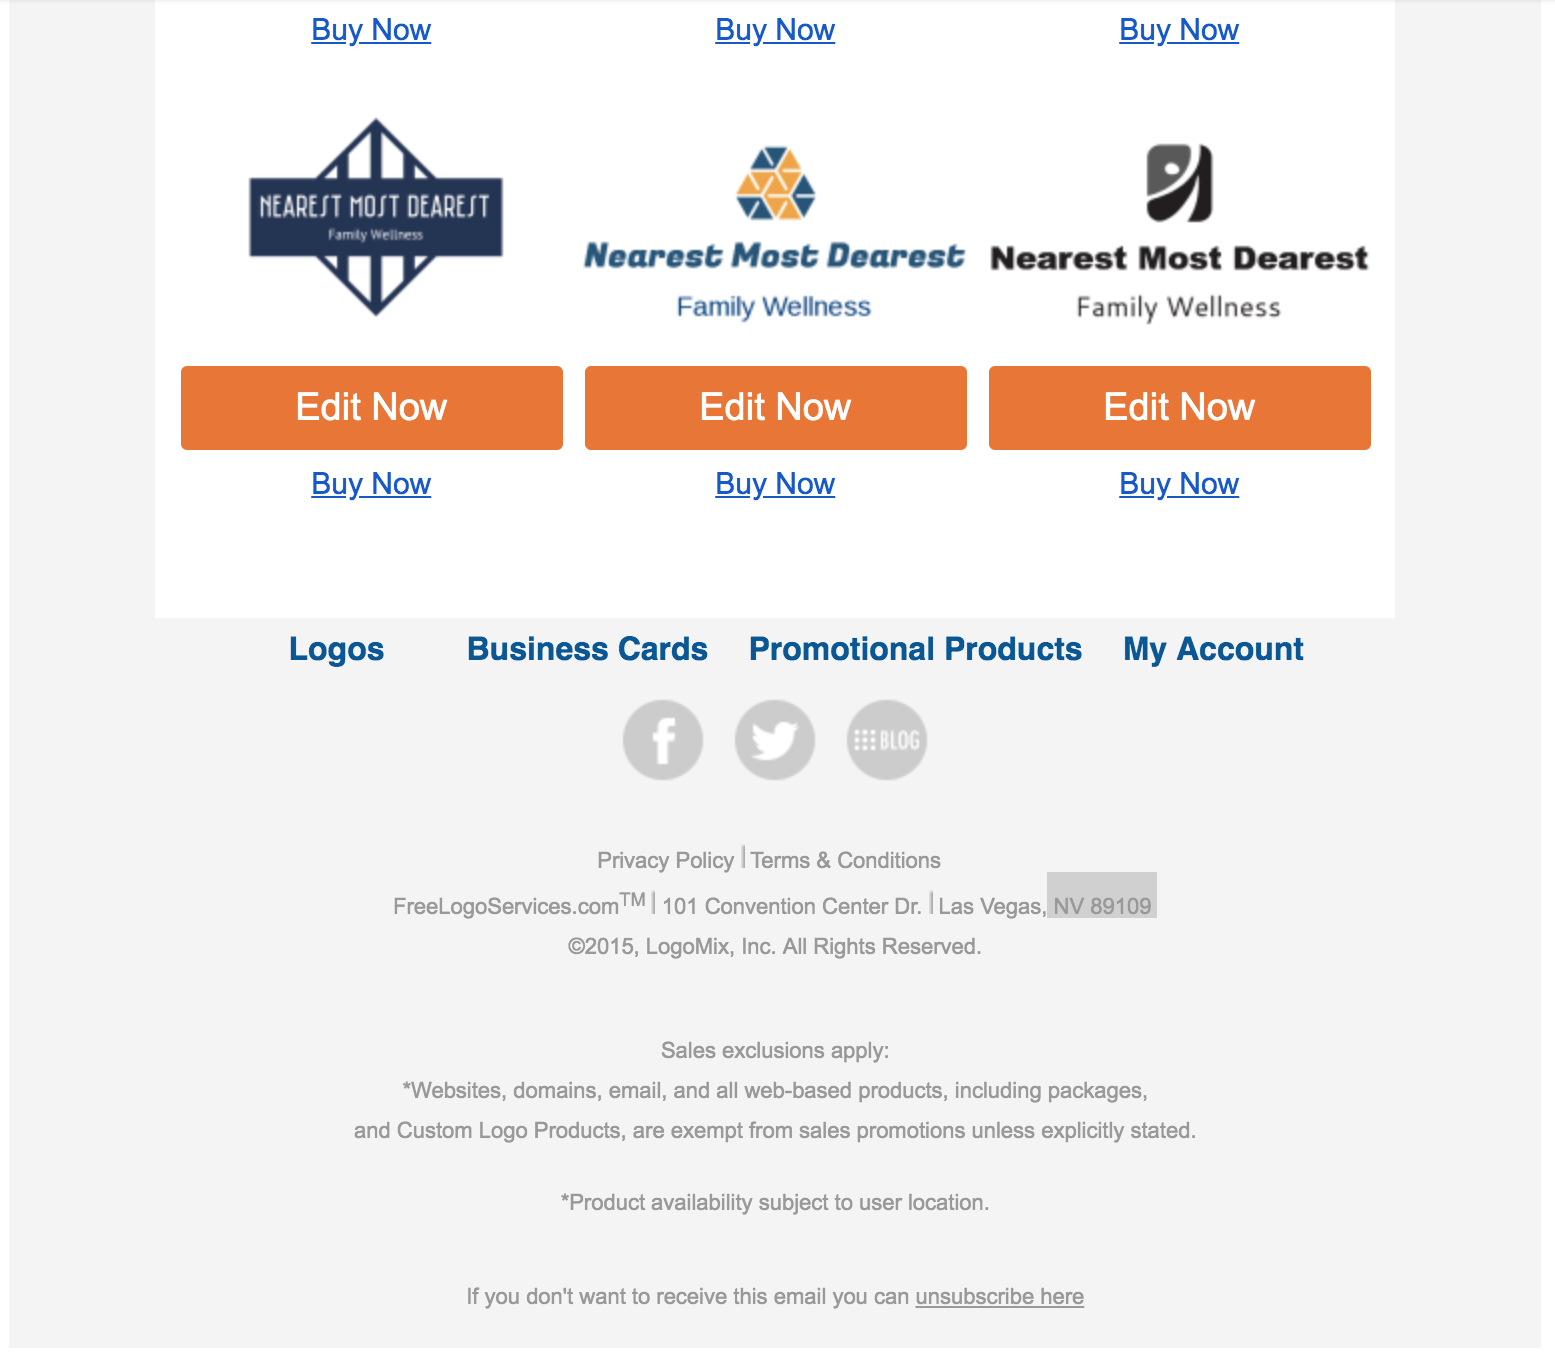 Buy Now Buy Now Buy Now
NEAREST MOST DEAREST
Family Wellness
Nearest Most Dearest
Family Wellness
Nearest Most Dearest
Family Wellness
Edit Now Edit Now Edit Now
Buy Now Buy Now Buy Now
Logos Business Cards Promotional Products My Account
f BLOG
Privacy Policy | Terms & Conditions
FreeLogoServices.com™ | 101 Convention Center Dr. | Las Vegas, NV 89109
©2015, LogoMix, Inc. All Rights Reserved.
Sales exclusions apply:
*Websites, domains, email, and all web-based products, including packages,
and Custom Logo Products, are exempt from sales promotions unless explicitly stated.
*Product availability subject to user location.
If you don't want to receive this email you can unsubscribe here